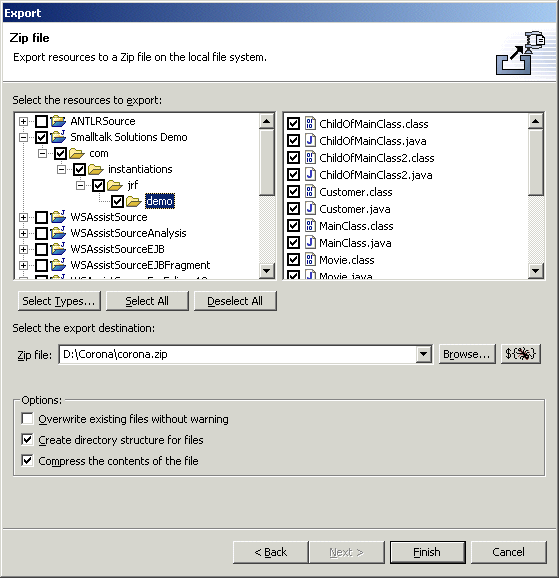 Export
Zip file
Export resources to a Zip file on the local file system.
Select the resources to export:
ANTLRSource
Smalltalk Solutions Demo
com
instantiations
jrf
demo
WSAssistSource
WSAssistSourceAnalysis
WSAssistSourceEJB
WSAssistSourceEJBFragment
ChildOfMainClass.class
ChildOfMainClass.java
ChildOfMainClass2.class
ChildOfMainClass2.java
Customer.class
Customer.java
MainClass.class
MainClass.java
Movie.class
Movie.java
Select Types...
Select All
Deselect All
Select the export destination:
Zip file:
D:\Corona\corona.zip
Browse...
Options:
Overwrite existing files without warning
Create directory structure for files
Compress the contents of the file
< Back
Next >
Finish
Cancel